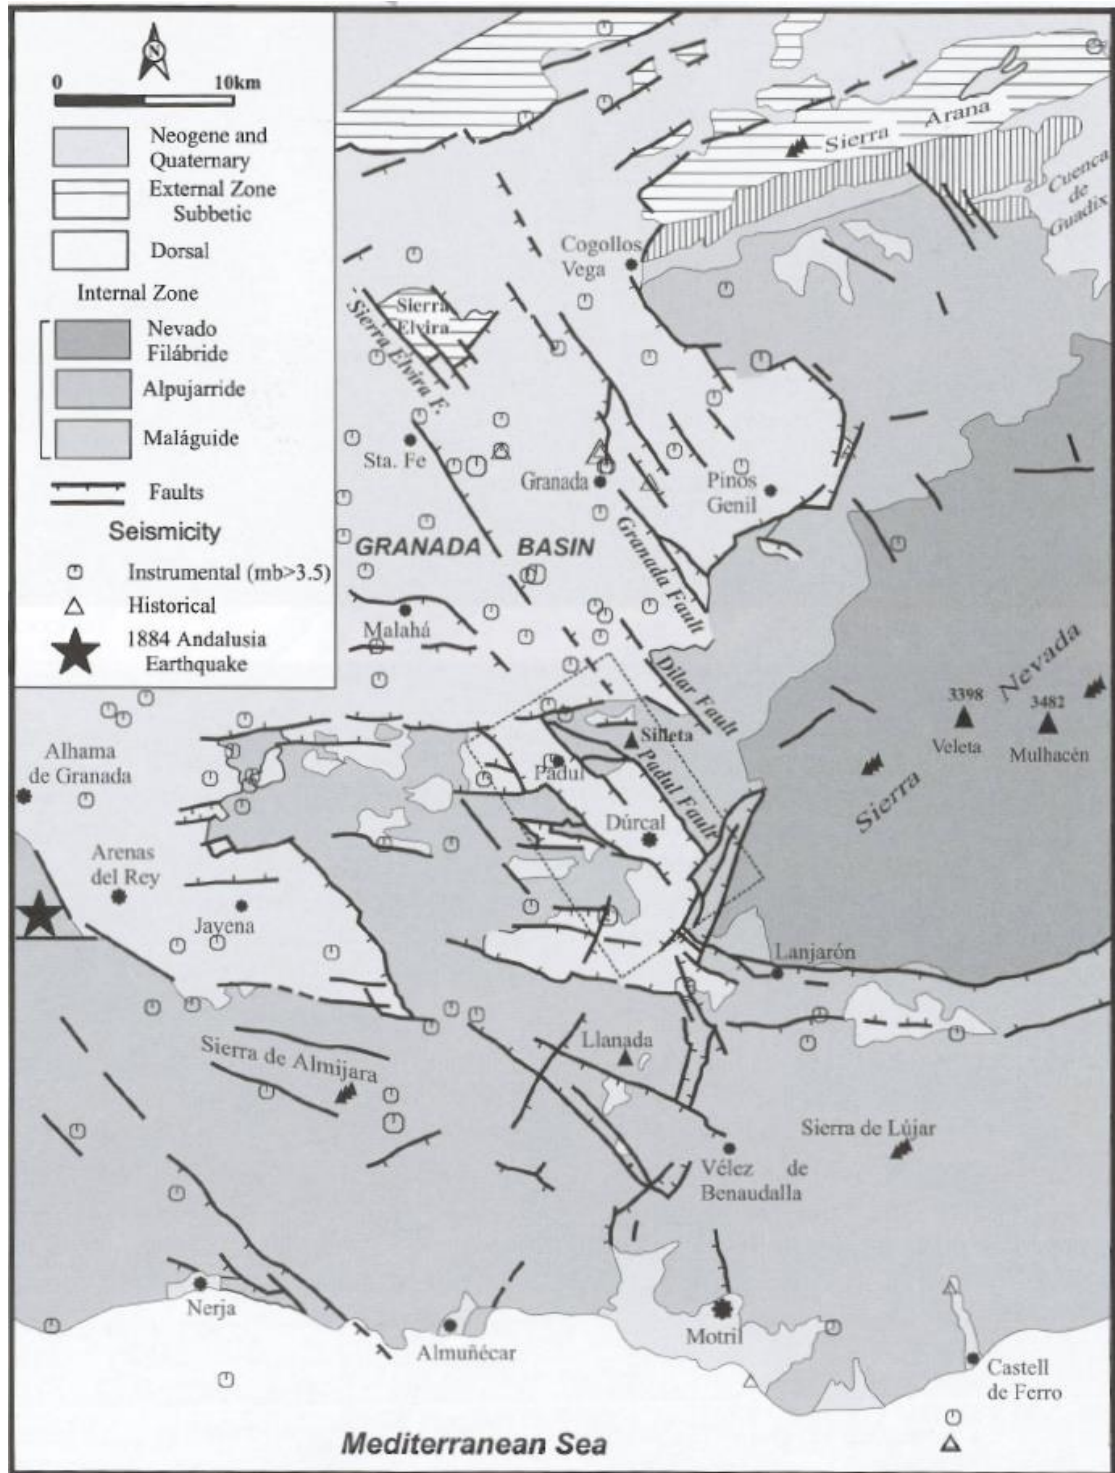 N
0 10km
Neogene and
Quaternary
External Zone
Subbetic
Dorsal
Internal Zone
Nevado
Filábride
Alpujarride
Maláguide
Faults
Seismicity
Instrumental (mb>3.5)
Historical
1884 Andalusia
Earthquake
Sierra Arana
Cuenca
de
Guadix
Cogollos
Vega
Sierra
Elvira
Sierra Elvira F.
Sta. Fe
Granada
Pinos
Genil
GRANADA BASIN
Granada Fault
Malahá
Dílar Fault
Sierra Nevada
3398
Veleta
3482
Mulhacén
Silleta
Padul
Padul Fault
Alhama
de Granada
Dúrcal
Arenas
del Rey
Jayena
Lanjarón
Llanada
Sierra de Almijara
Sierra de Lújar
Vélez de
Benaudalla
Nerja
Almuñécar
Motril
Castell
de Ferro
Mediterranean Sea